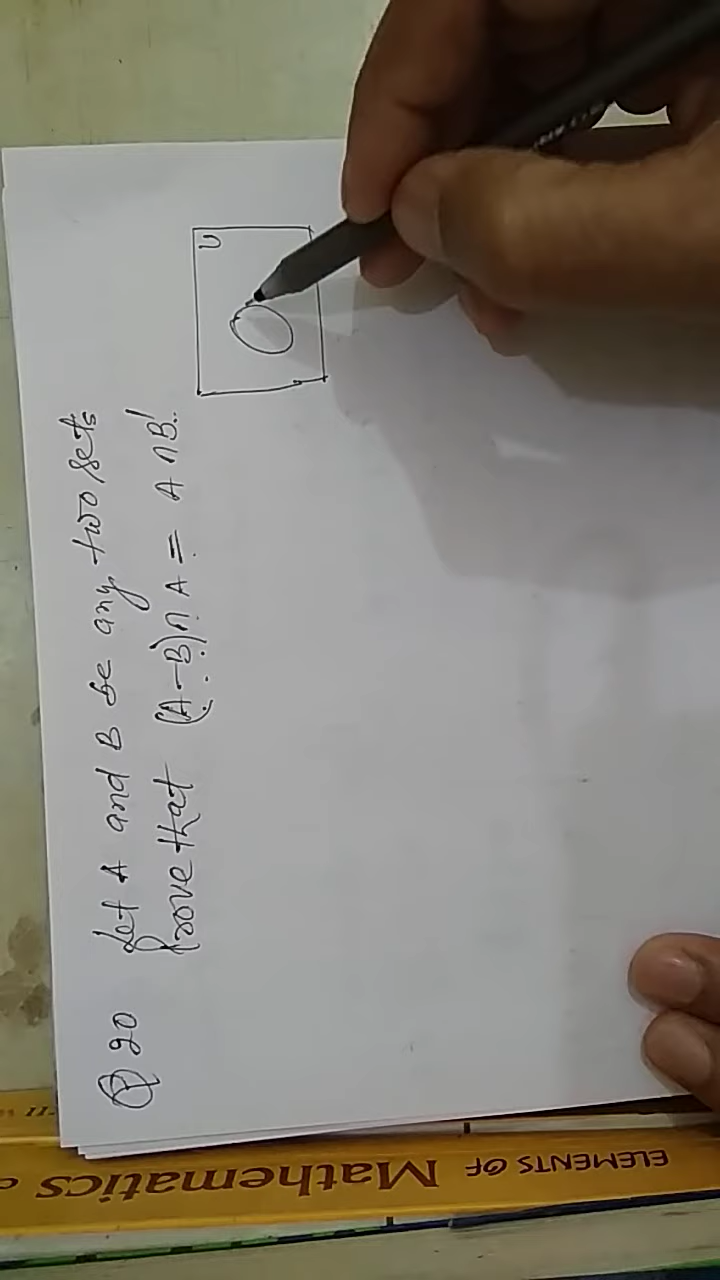 Q 20 Let A and B be any two sets
Prove that (A-B)∩A = A∩B'
U
ELEMENTS OF Mathematics